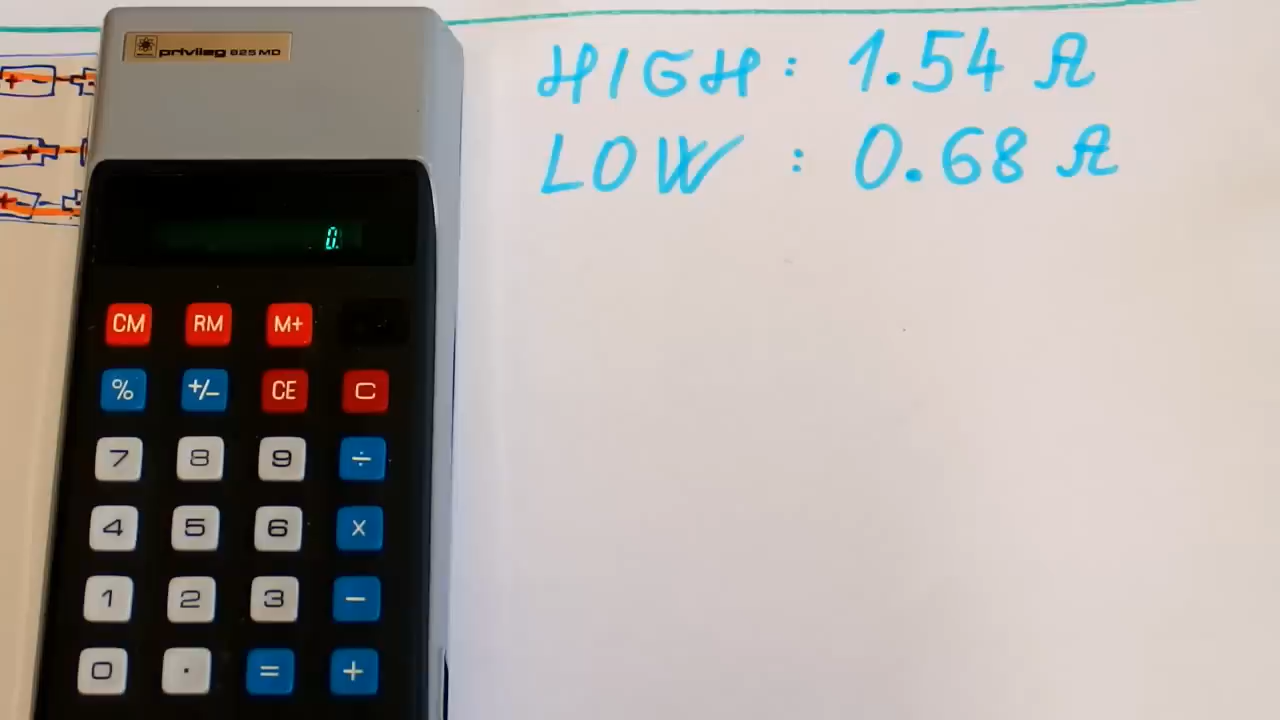 privileg 825 MD
HIGH: 1.54 A
LOW : 0.68 A
0.
CM RM M+
% +/− CE C
7 8 9 ÷
4 5 6 x
1 2 3 −
0 . = +